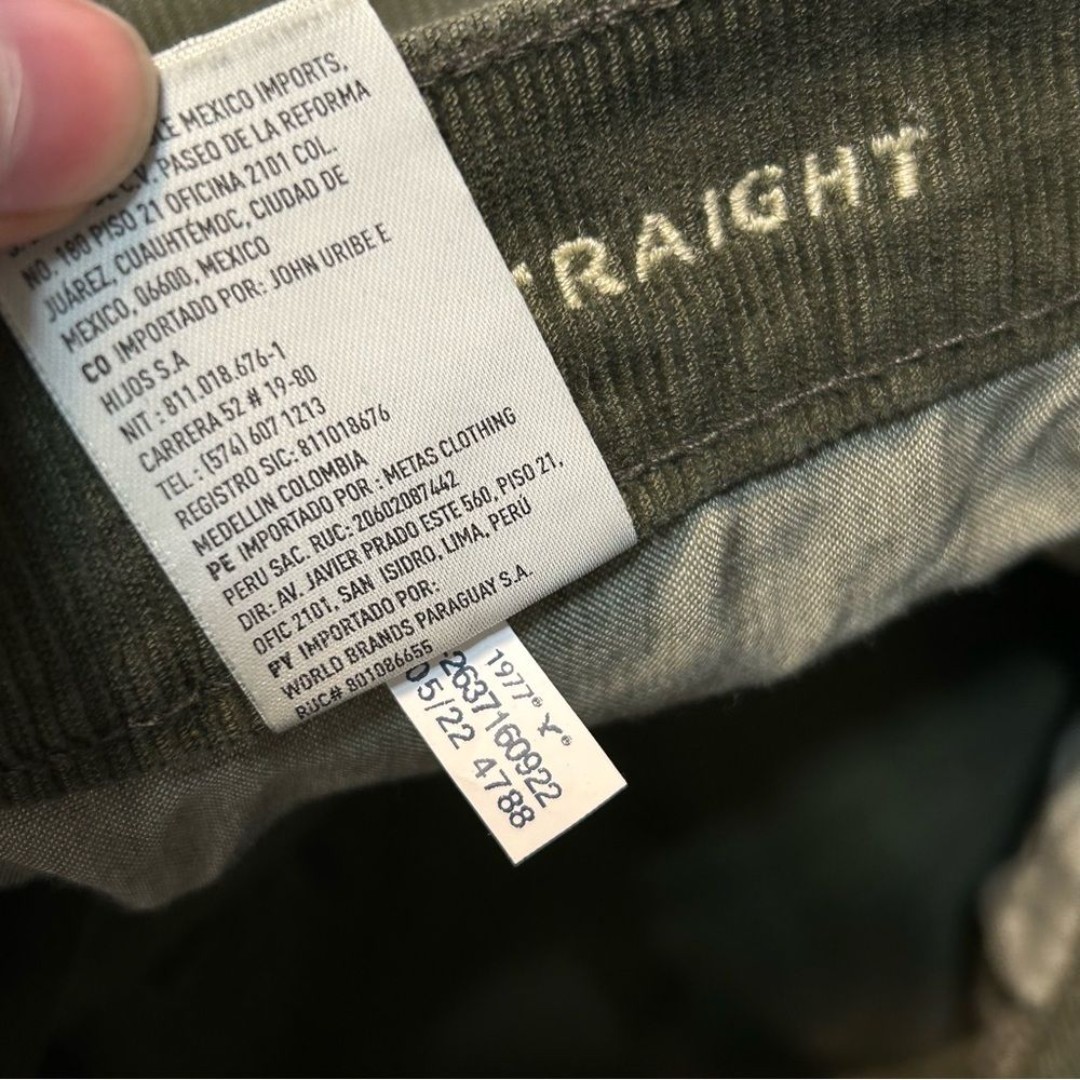 MEXICO IMPORTS,
C.V. PASEO DE LA REFORMA
NO. 180 PISO 21 OFICINA 2101 COL.
JUÁREZ, CUAUHTÉMOC, CIUDAD DE
MEXICO, 06600, MEXICO
CO IMPORTADO POR: JOHN URIBE E
HIJOS S.A
NIT : 811.018.676-1
CARRERA 52 # 19-80
TEL : (574) 607 1213
REGISTRO SIC: 811018676
MEDELLIN COLOMBIA
PE IMPORTADO POR : METAS CLOTHING
PERU SAC. RUC: 20602087442
DIR: AV. JAVIER PRADO ESTE 560, PISO 21,
OFIC 2101, SAN ISIDRO, LIMA, PERÚ
PY IMPORTADO POR:
WORLD BRANDS PARAGUAY S.A.
RUC# 801086655
1977®
2637160922
05/22 4788
TRAIGHT